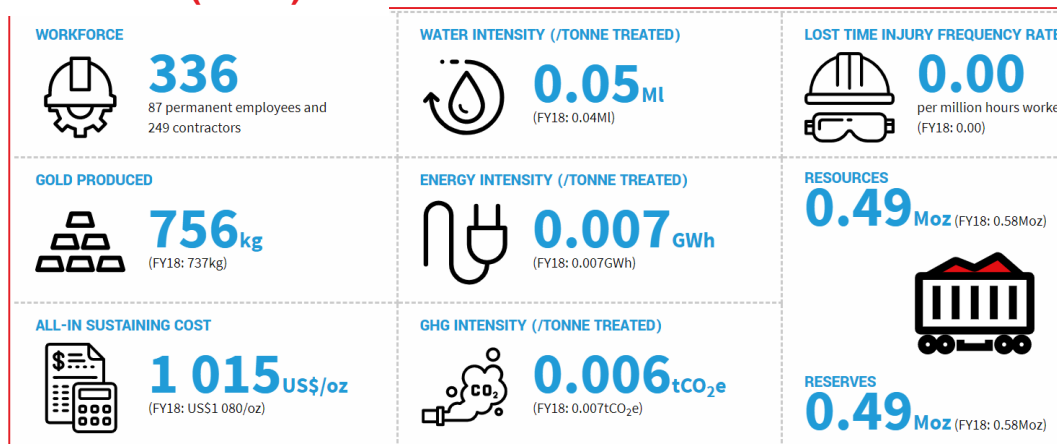 WORKFORCE
336
87 permanent employees and
249 contractors
WATER INTENSITY (/TONNE TREATED)
0.05Ml
(FY18: 0.04Ml)
LOST TIME INJURY FREQUENCY RATE
0.00
per million hours worke
(FY18: 0.00)
GOLD PRODUCED
756kg
(FY18: 737kg)
ENERGY INTENSITY (/TONNE TREATED)
0.007GWh
(FY18: 0.007GWh)
RESOURCES
0.49Moz (FY18: 0.58Moz)
ALL-IN SUSTAINING COST
$
1 015US$/oz
(FY18: US$1 080/oz)
GHG INTENSITY (/TONNE TREATED)
CO₂
0.006tCO₂e
(FY18: 0.007tCO₂e)
RESERVES
0.49Moz (FY18: 0.58Moz)